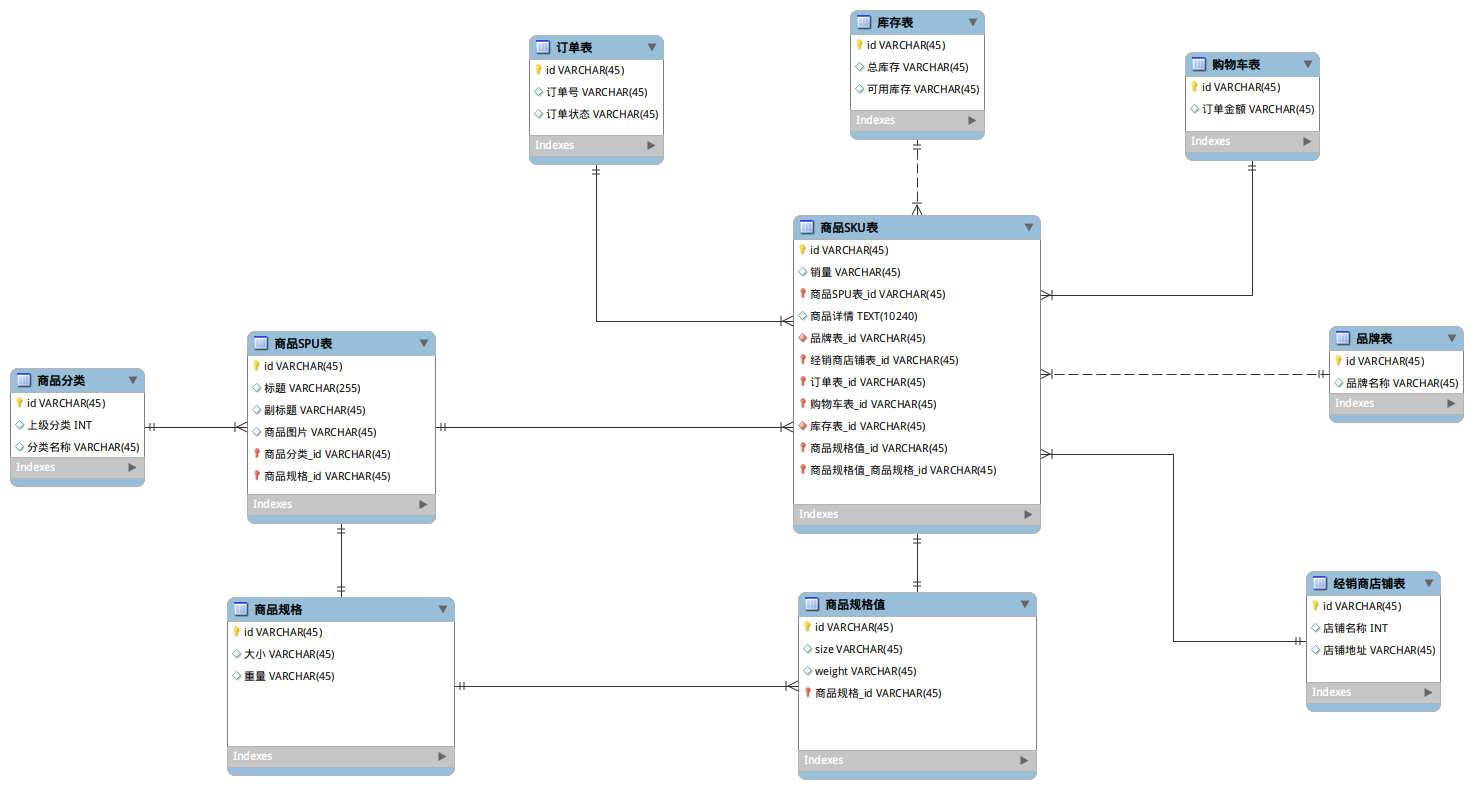 订单表
id VARCHAR(45)
订单号 VARCHAR(45)
订单状态 VARCHAR(45)
Indexes
库存表
id VARCHAR(45)
总库存 VARCHAR(45)
可用库存 VARCHAR(45)
Indexes
购物车表
id VARCHAR(45)
订单金额 VARCHAR(45)
Indexes
商品分类
id VARCHAR(45)
上级分类 INT
分类名称 VARCHAR(45)
Indexes
商品SPU表
id VARCHAR(45)
标题 VARCHAR(255)
副标题 VARCHAR(45)
商品图片 VARCHAR(45)
商品分类_id VARCHAR(45)
商品规格_id VARCHAR(45)
Indexes
商品SKU表
id VARCHAR(45)
销量 VARCHAR(45)
商品SPU表_id VARCHAR(45)
商品详情 TEXT(10240)
品牌表_id VARCHAR(45)
经销商店铺表_id VARCHAR(45)
订单表_id VARCHAR(45)
购物车表_id VARCHAR(45)
库存表_id VARCHAR(45)
商品规格值_id VARCHAR(45)
商品规格值_商品规格_id VARCHAR(45)
Indexes
品牌表
id VARCHAR(45)
品牌名称 VARCHAR(45)
Indexes
商品规格
id VARCHAR(45)
大小 VARCHAR(45)
重量 VARCHAR(45)
Indexes
商品规格值
id VARCHAR(45)
size VARCHAR(45)
weight VARCHAR(45)
商品规格_id VARCHAR(45)
Indexes
经销商店铺表
id VARCHAR(45)
店铺名称 INT
店铺地址 VARCHAR(45)
Indexes